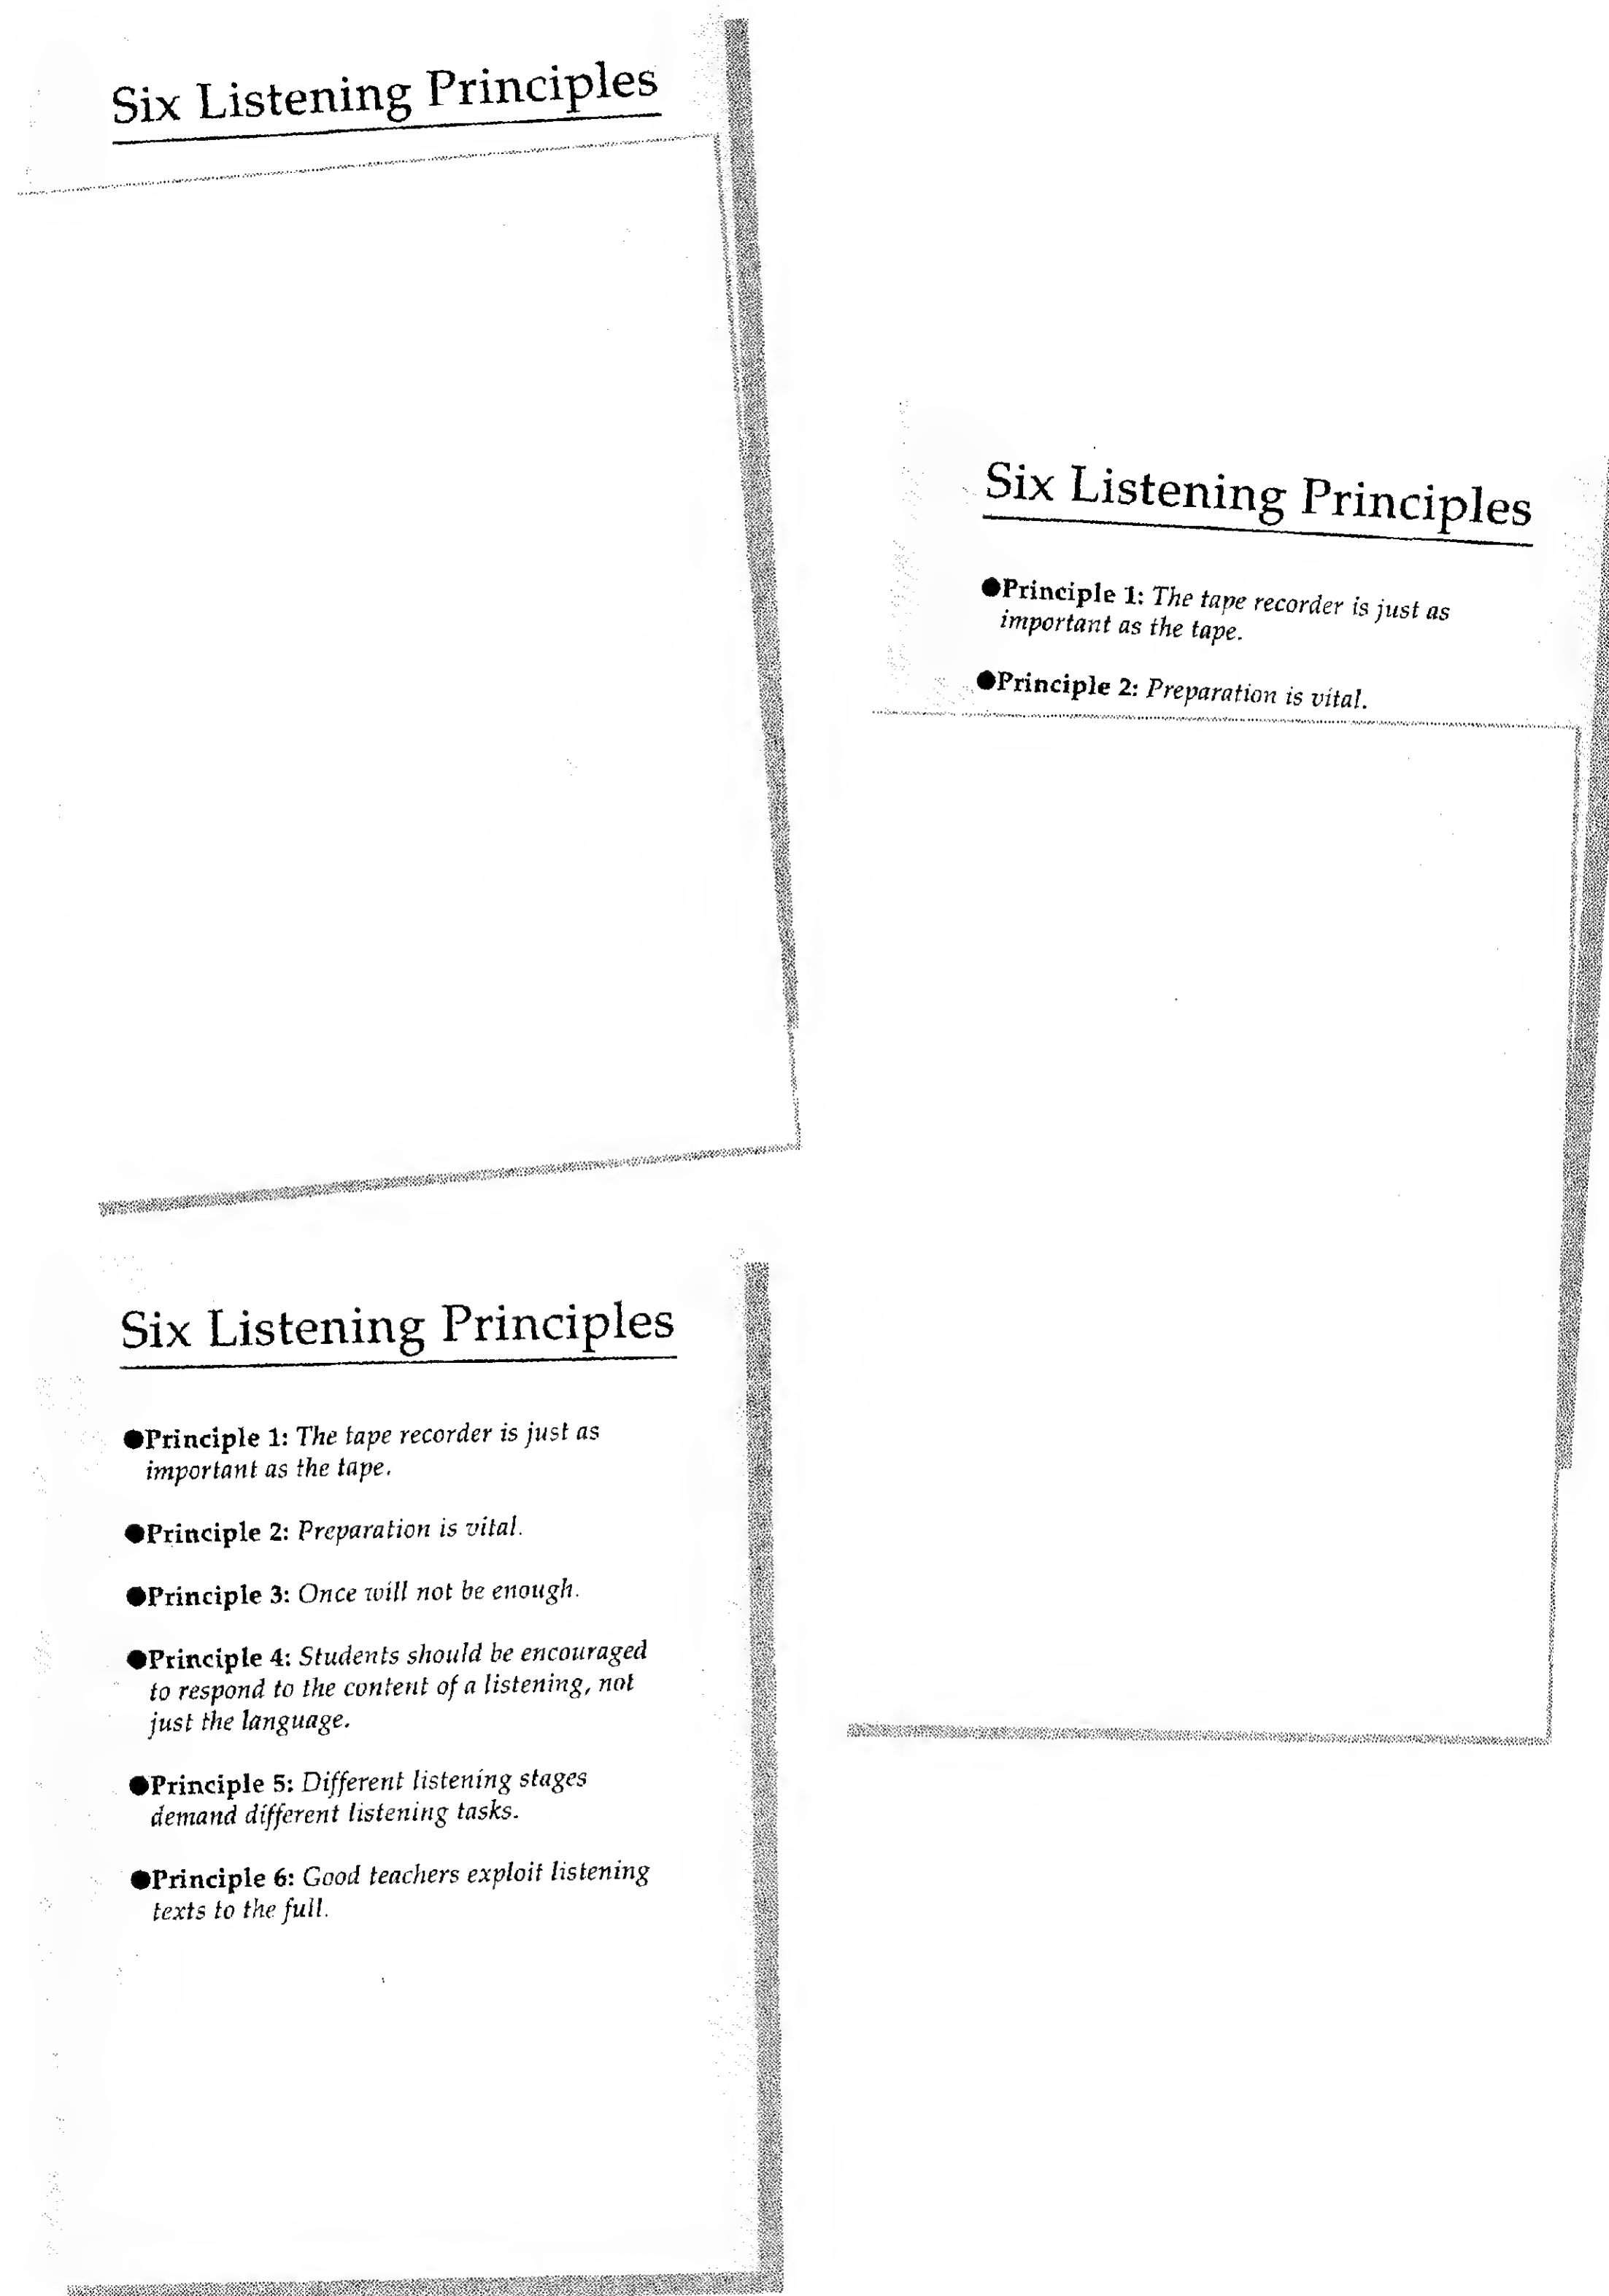 Six Listening Principles
Six Listening Principles
●Principle 1: The tape recorder is just as
important as the tape.
●Principle 2: Preparation is vital.
Six Listening Principles
●Principle 1: The tape recorder is just as
important as the tape.
●Principle 2: Preparation is vital.
●Principle 3: Once will not be enough.
●Principle 4: Students should be encouraged
to respond to the content of a listening, not
just the language.
●Principle 5: Different listening stages
demand different listening tasks.
●Principle 6: Good teachers exploit listening
texts to the full.